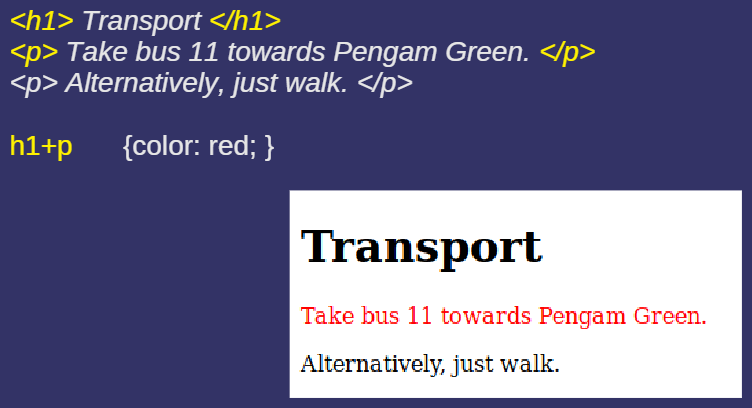 <h1> Transport </h1>
<p> Take bus 11 towards Pengam Green. </p>
<p> Alternatively, just walk. </p>
h1+p {color: red; }
Transport
Take bus 11 towards Pengam Green.
Alternatively, just walk.